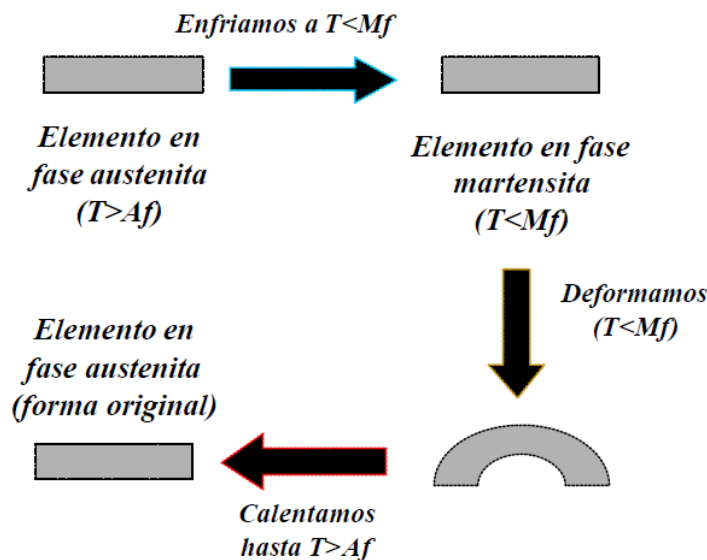 Enfriamos a T<Mf
Elemento en
fase austenita
(T>Af)
Elemento en fase
martensita
(T<Mf)
Deformamos
(T<Mf)
Elemento en
fase austenita
(forma original)
Calentamos
hasta T>Af